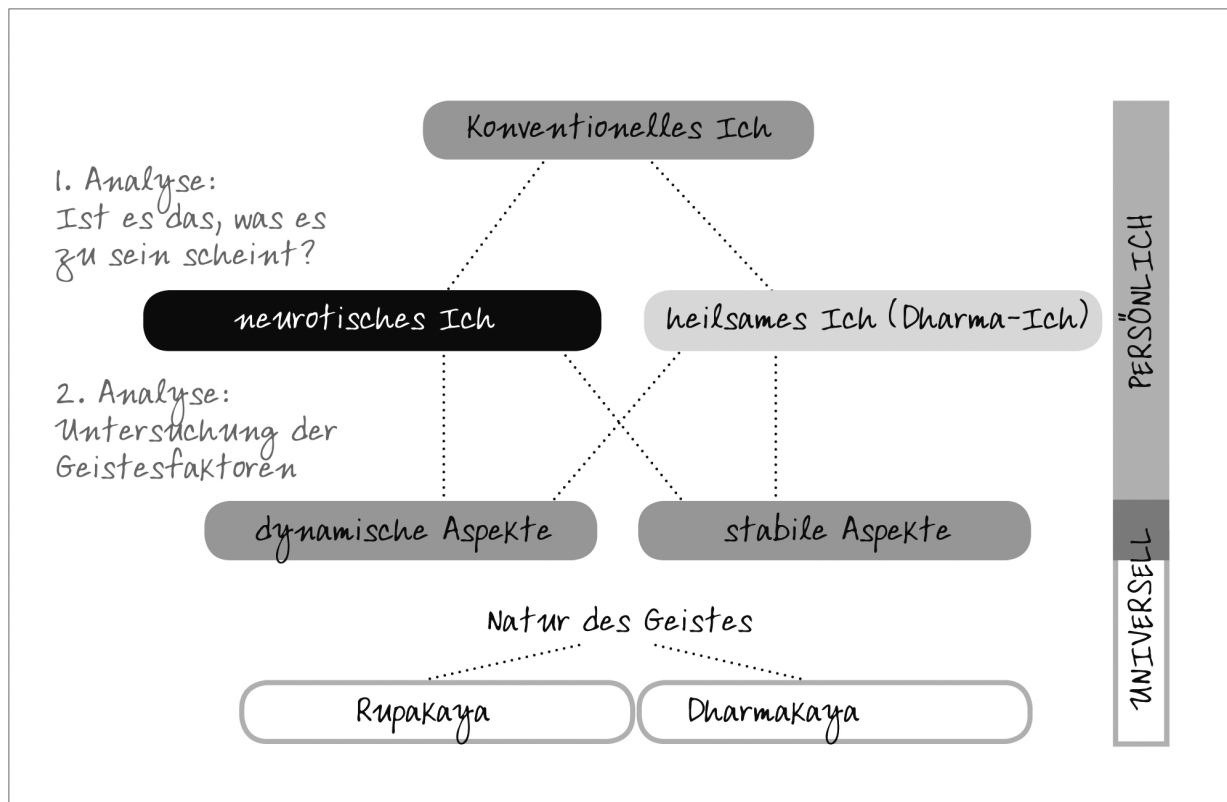 Konventionelles Ich
1. Analyse:
Ist es das, was es
zu sein scheint?
neurotisches Ich
heilsames Ich (Dharma-Ich)
2. Analyse:
Untersuchung der
Geistesfaktoren
dynamische Aspekte
stabile Aspekte
Natur des Geistes
Rupakaya
Dharmakaya
PERSÖNLICH
UNIVERSELL